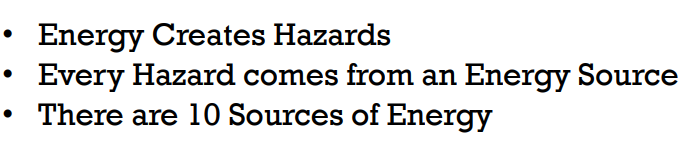 • Energy Creates Hazards
• Every Hazard comes from an Energy Source
• There are 10 Sources of Energy